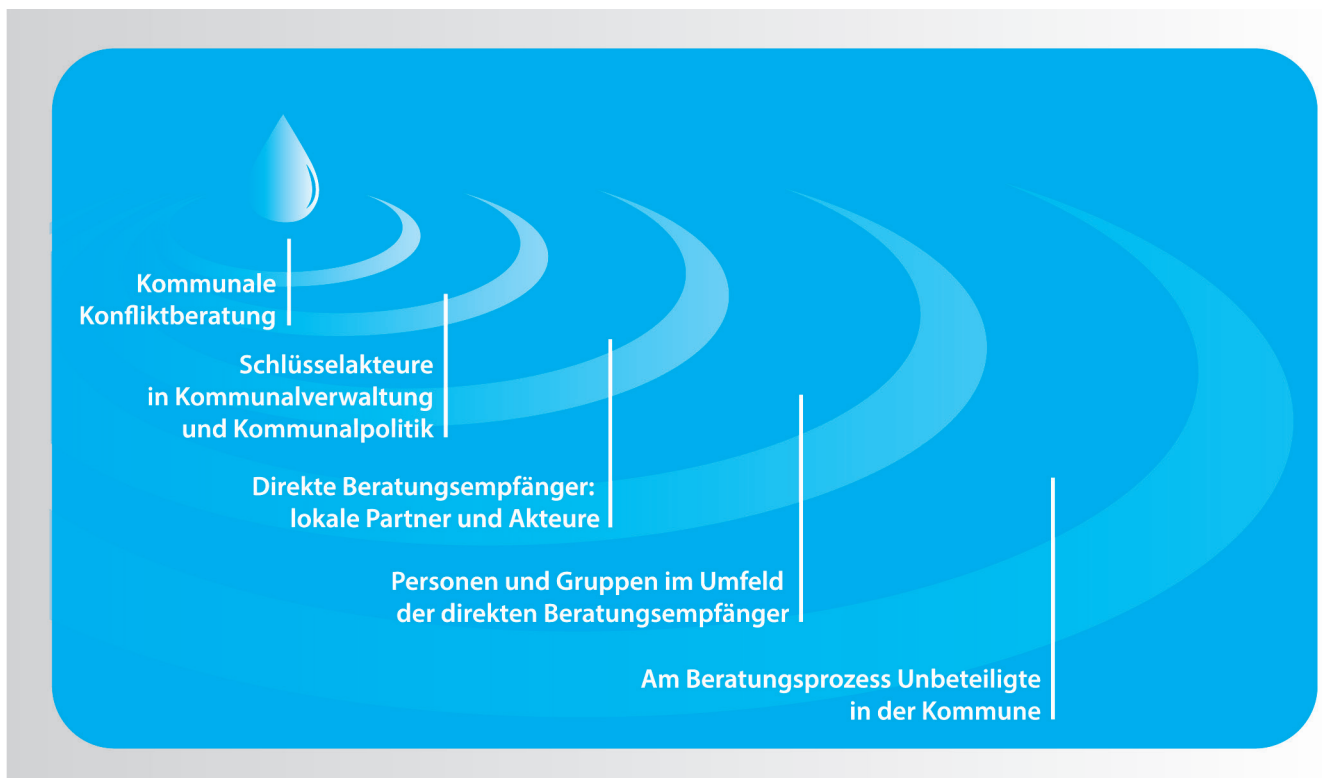 Kommunale
Konfliktberatung
Schlüsselakteure
in Kommunalverwaltung
und Kommunalpolitik
Direkte Beratungsempfänger:
lokale Partner und Akteure
Personen und Gruppen im Umfeld
der direkten Beratungsempfänger
Am Beratungsprozess Unbeteiligte
in der Kommune